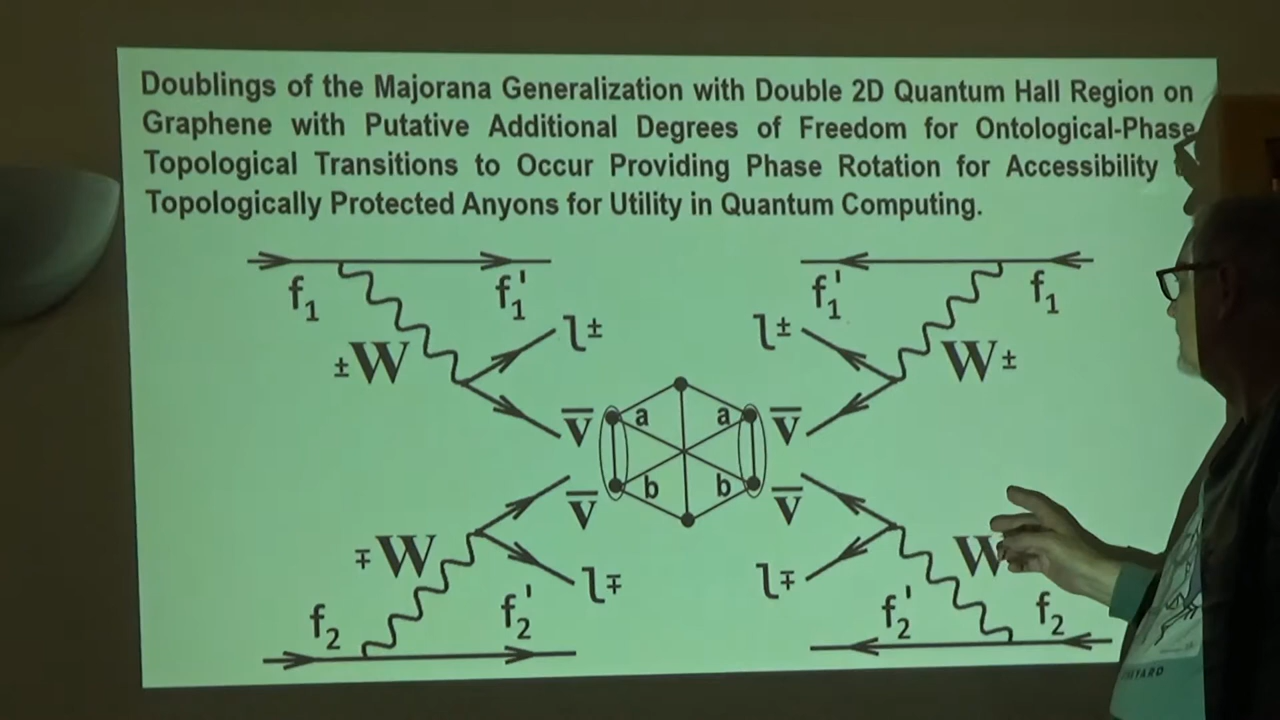 Doublings of the Majorana Generalization with Double 2D Quantum Hall Region on
Graphene with Putative Additional Degrees of Freedom for Ontological-Phase
Topological Transitions to Occur Providing Phase Rotation for Accessibility
Topologically Protected Anyons for Utility in Quantum Computing.
f₁ f₁' f₁' f₁
l± l±
±W W±
v̅ a a v̅
v̅ b b v̅
∓W W
l∓ l∓
f₂ f₂' f₂' f₂